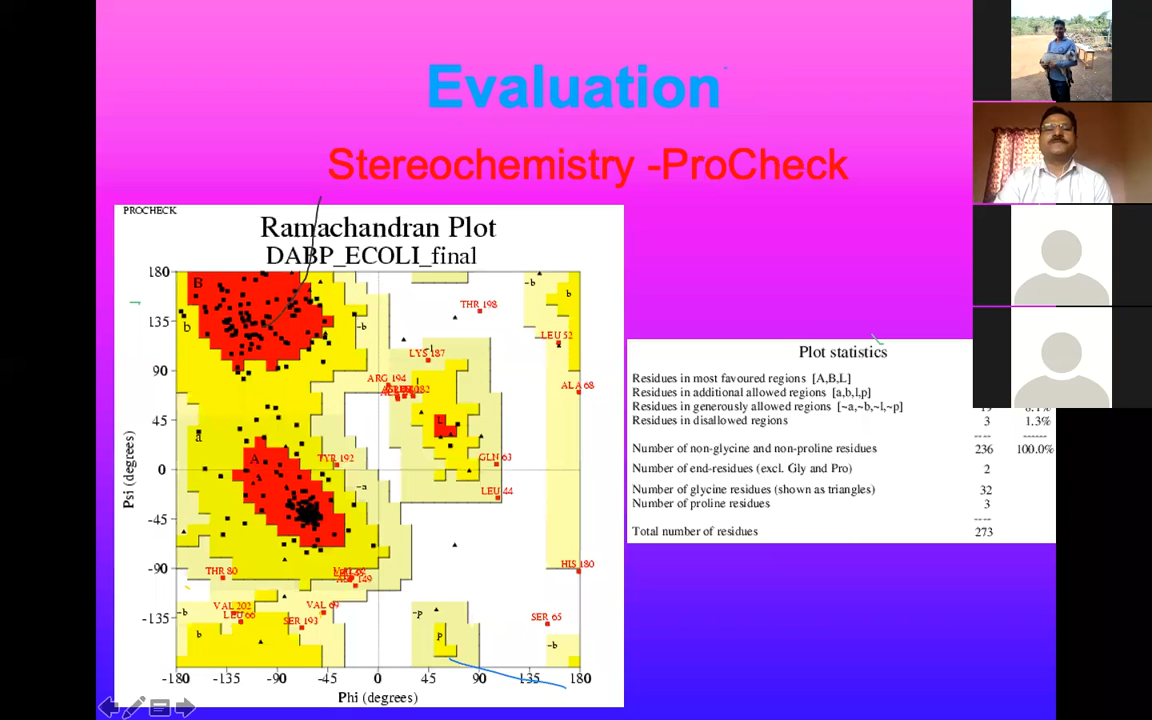 Evaluation
Stereochemistry -ProCheck
PROCHECK
Ramachandran Plot
DABP_ECOLI_final
B
b
~b
~b
b
THR 198
LEU 52
LYS 187
~l
ARG 194
ALA 68
l
L
a
A
TYR 192
GLN 63
LEU 44
~a
THR 80
HIS 180
149
VAL 202
LEU 66
VAL 69
SER 193
SER 65
~b
b
~p
p
~b
180
135
90
45
0
-45
-90
-135
-180
-135
-90
-45
0
45
90
135
180
Psi (degrees)
Phi (degrees)
Plot statistics
Residues in most favoured regions [A,B,L]
Residues in additional allowed regions [a,b,l,p]
Residues in generously allowed regions [~a,~b,~l,~p]
Residues in disallowed regions 3 1.3%
---- ------
Number of non-glycine and non-proline residues 236 100.0%
Number of end-residues (excl. Gly and Pro) 2
Number of glycine residues (shown as triangles) 32
Number of proline residues 3
----
Total number of residues 273